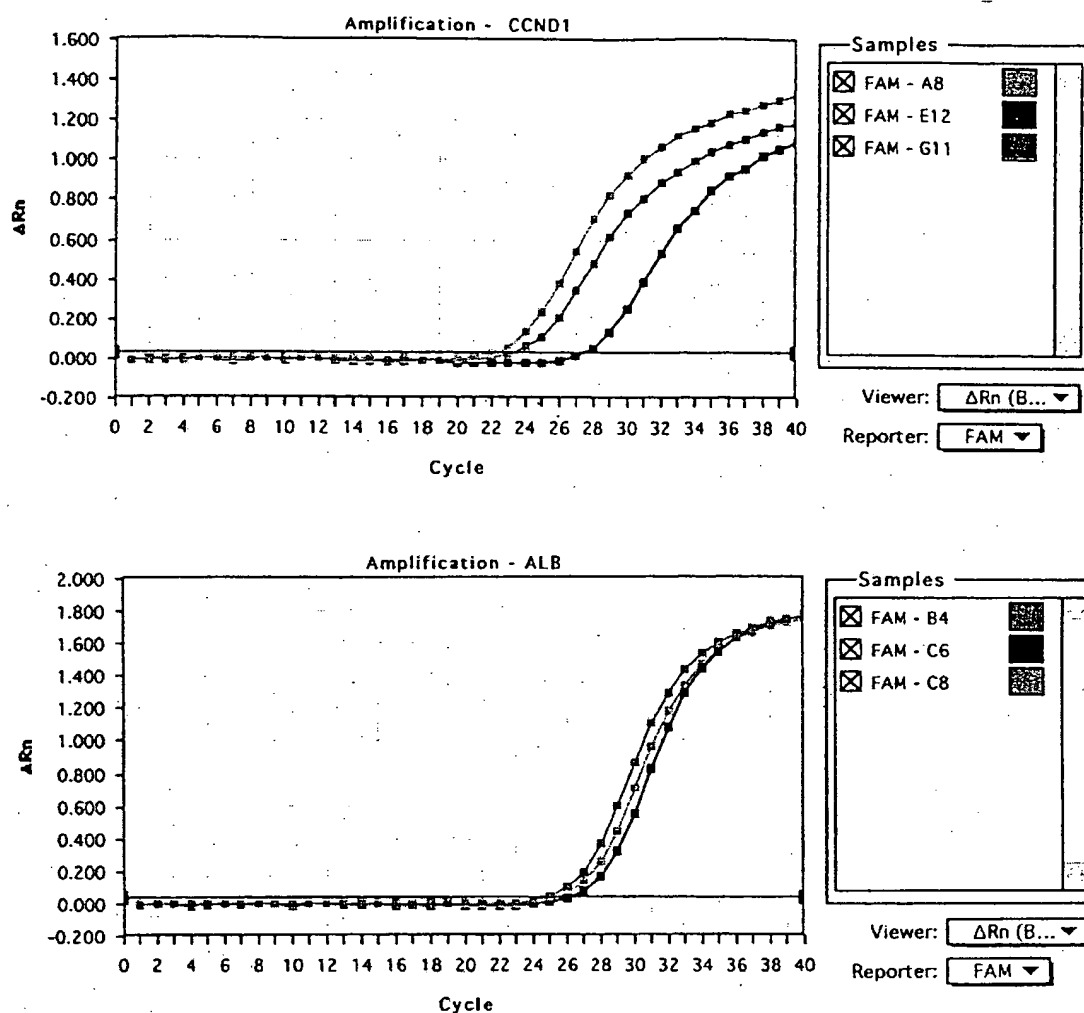 Amplification - CCND1
1.600
1.400
1.200
1.000
0.800
0.600
0.400
0.200
0.000
-0.200
ΔRn
0 2 4 6 8 10 12 14 16 18 20 22 24 26 28 30 32 34 36 38 40
Cycle
Samples
FAM - A8
FAM - E12
FAM - G11
Viewer: ΔRn (B...
Reporter: FAM
Amplification - ALB
2.000
1.800
1.600
1.400
1.200
1.000
0.800
0.600
0.400
0.200
0.000
-0.200
ΔRn
0 2 4 6 8 10 12 14 16 18 20 22 24 26 28 30 32 34 36 38 40
Cycle
Samples
FAM - B4
FAM - C6
FAM - C8
Viewer: ΔRn (B...
Reporter: FAM